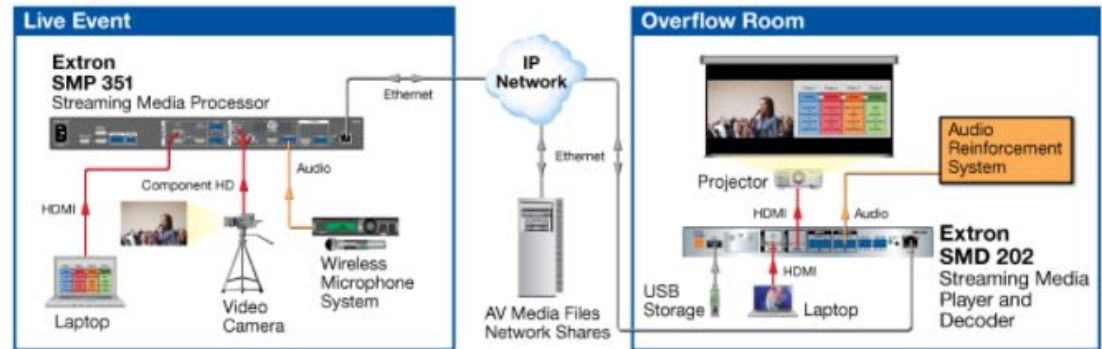 Live Event
Extron
SMP 351
Streaming Media Processor
Ethernet
Audio
Component HD
HDMI
Laptop
Video
Camera
Wireless
Microphone
System
IP
Network
Ethernet
AV Media Files
Network Shares
Overflow Room
Projector
HDMI
Audio
Audio
Reinforcement
System
Extron
SMD 202
Streaming Media
Player and
Decoder
HDMI
USB
Storage
Laptop